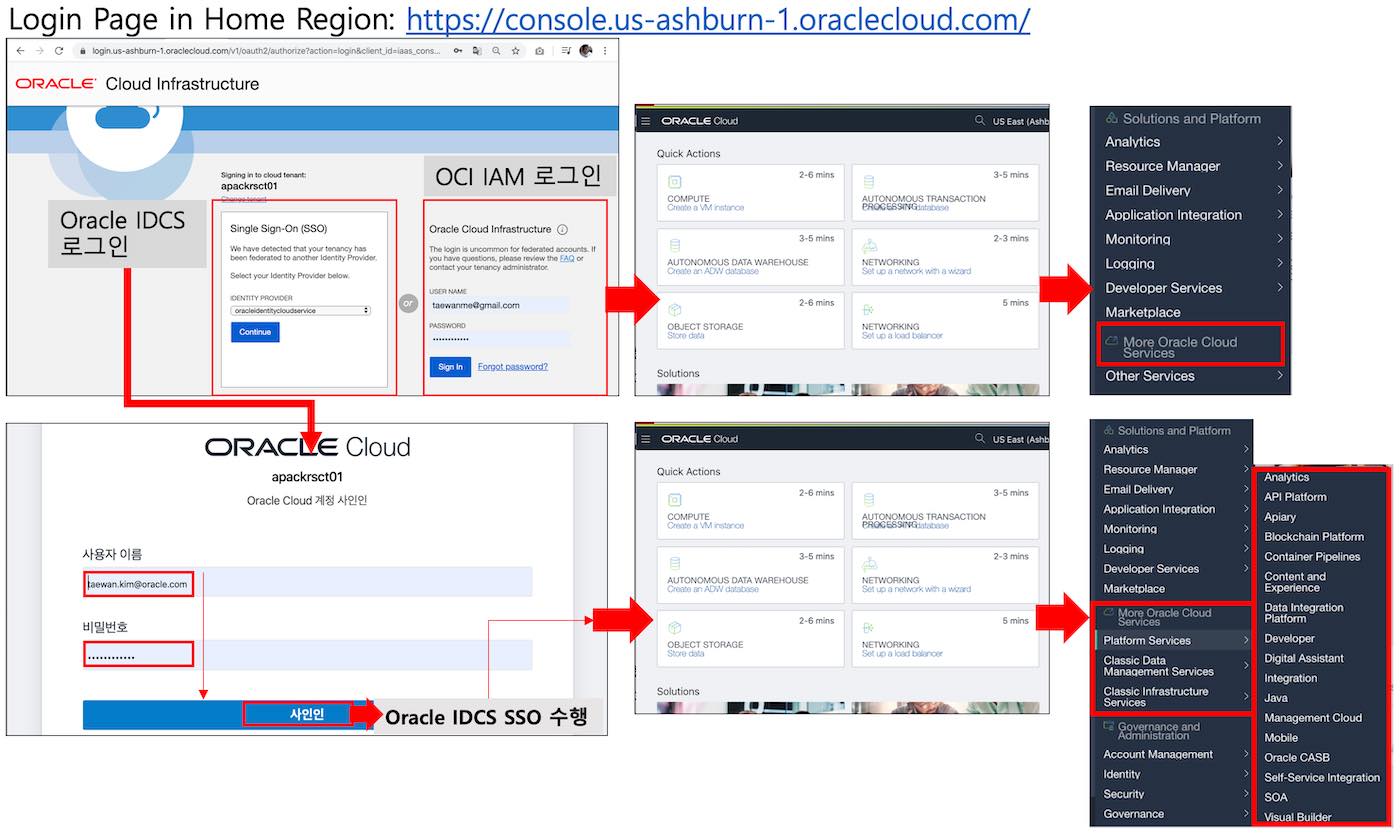 Login Page in Home Region: https://console.us-ashburn-1.oraclecloud.com/
login.us-ashburn-1.oraclecloud.com/v1/oauth2/authorize?action=login&client_id=iaas_cons...
ORACLE Cloud Infrastructure
Signing in to cloud tenant:
apackrsct01
Change tenant
OCI IAM 로그인
Oracle IDCS
로그인
Single Sign-On (SSO)
We have detected that your tenancy has
been federated to another Identity Provider.
Select your Identity Provider below.
IDENTITY PROVIDER
oracleidentitycloudservice
Continue
or
Oracle Cloud Infrastructure
The login is uncommon for federated accounts. If
you have questions, please review the FAQ or
contact your tenancy administrator.
USER NAME
taewanme@gmail.com
PASSWORD
............
Sign In Forgot password?
ORACLE Cloud
US East (Ashb
Quick Actions
2-6 mins
COMPUTE
Create a VM instance
3-5 mins
AUTONOMOUS TRANSACTION
PROCESSING
database
3-5 mins
AUTONOMOUS DATA WAREHOUSE
Create an ADW database
2-3 mins
NETWORKING
Set up a network with a wizard
2-6 mins
OBJECT STORAGE
Store data
5 mins
NETWORKING
Set up a load balancer
Solutions
Solutions and Platform
Analytics
Resource Manager
Email Delivery
Application Integration
Monitoring
Logging
Developer Services
Marketplace
More Oracle Cloud
Services
Other Services
ORACLE Cloud
apackrsct01
Oracle Cloud 계정 사인인
사용자 이름
taewan.kim@oracle.com
비밀번호
............
사인인
Oracle IDCS SSO 수행
ORACLE Cloud
US East (Ashb
Quick Actions
2-6 mins
COMPUTE
Create a VM instance
3-5 mins
AUTONOMOUS TRANSACTION
PROCESSING
database
3-5 mins
AUTONOMOUS DATA WAREHOUSE
Create an ADW database
2-3 mins
NETWORKING
Set up a network with a wizard
2-6 mins
OBJECT STORAGE
Store data
5 mins
NETWORKING
Set up a load balancer
Solutions
Solutions and Platform
Analytics
Resource Manager
Email Delivery
Application Integration
Monitoring
Logging
Developer Services
Marketplace
More Oracle Cloud
Services
Platform Services
Classic Data
Management Services
Classic Infrastructure
Services
Governance and
Administration
Account Management
Identity
Security
Governance
Analytics
API Platform
Apiary
Blockchain Platform
Container Pipelines
Content and
Experience
Data Integration
Platform
Developer
Digital Assistant
Integration
Java
Management Cloud
Mobile
Oracle CASB
Self-Service Integration
SOA
Visual Builder